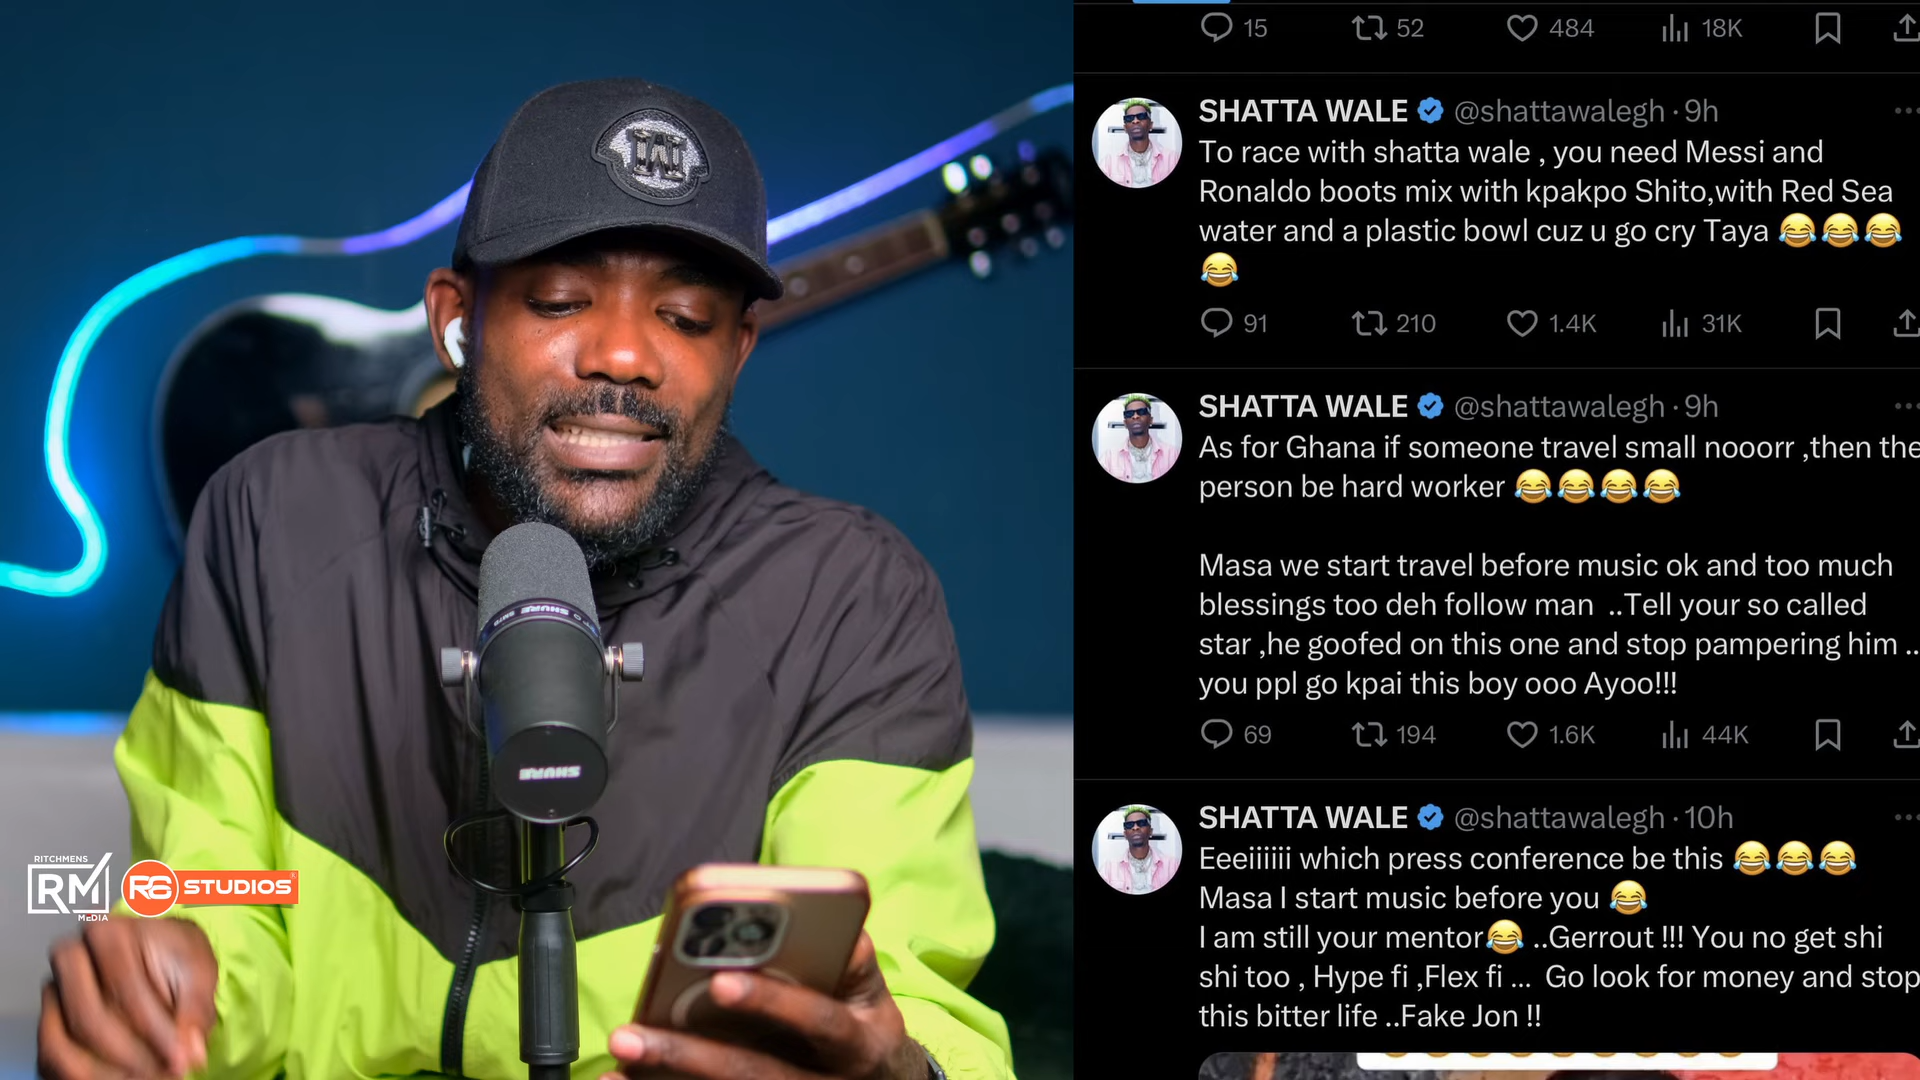 15 52 484 18K
SHATTA WALE @shattawalegh · 9h
To race with shatta wale , you need Messi and
Ronaldo boots mix with kpakpo Shito,with Red Sea
water and a plastic bowl cuz u go cry Taya 😂😂😂
😂
91 210 1.4K 31K
SHATTA WALE @shattawalegh · 9h
As for Ghana if someone travel small nooorr ,then the
person be hard worker 😂😂😂😂
Masa we start travel before music ok and too much
blessings too deh follow man ..Tell your so called
star ,he goofed on this one and stop pampering him ..
you ppl go kpai this boy ooo Ayoo!!!
69 194 1.6K 44K
SHATTA WALE @shattawalegh · 10h
Eeeiiiiii which press conference be this 😂😂😂
Masa I start music before you 😂
I am still your mentor😂 ..Gerrout !!! You no get shi
shi too , Hype fi ,Flex fi ... Go look for money and stop
this bitter life ..Fake Jon !!
SHURE
SHURE
RITCHMENS
RM
MEDIA
RG STUDIOS